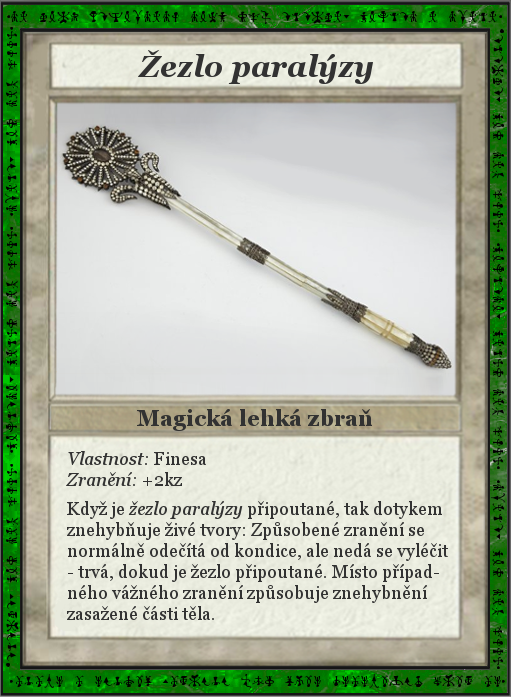 Žezlo paralýzy
Magická lehká zbraň
Vlastnost: Finesa
Zranění: +2kz
Když je žezlo paralýzy připoutané, tak dotykem
znehybňuje živé tvory: Způsobené zranění se
normálně odečítá od kondice, ale nedá se vyléčit
- trvá, dokud je žezlo připoutané. Místo případ-
ného vážného zranění způsobuje znehybnění
zasažené části těla.